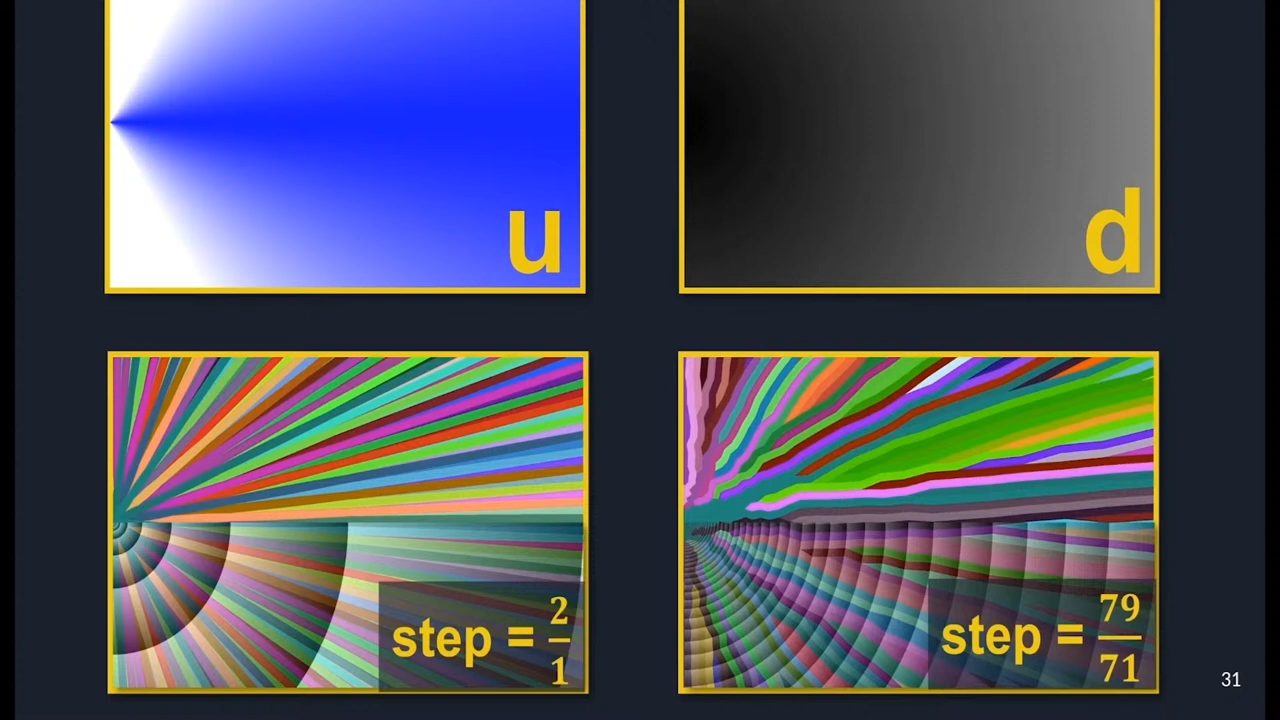 u
d
step = 2/1
step = 79/71
31